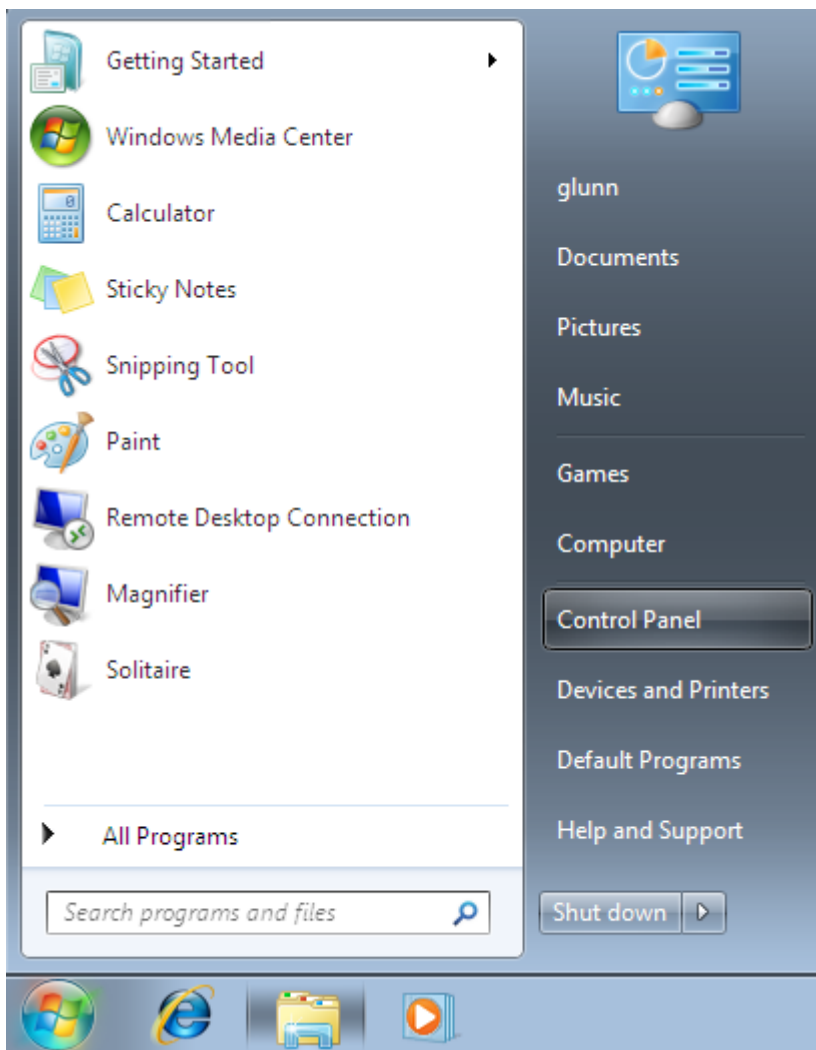 Getting Started
Windows Media Center
Calculator
Sticky Notes
Snipping Tool
Paint
Remote Desktop Connection
Magnifier
Solitaire
All Programs
Search programs and files
glunn
Documents
Pictures
Music
Games
Computer
Control Panel
Devices and Printers
Default Programs
Help and Support
Shut down